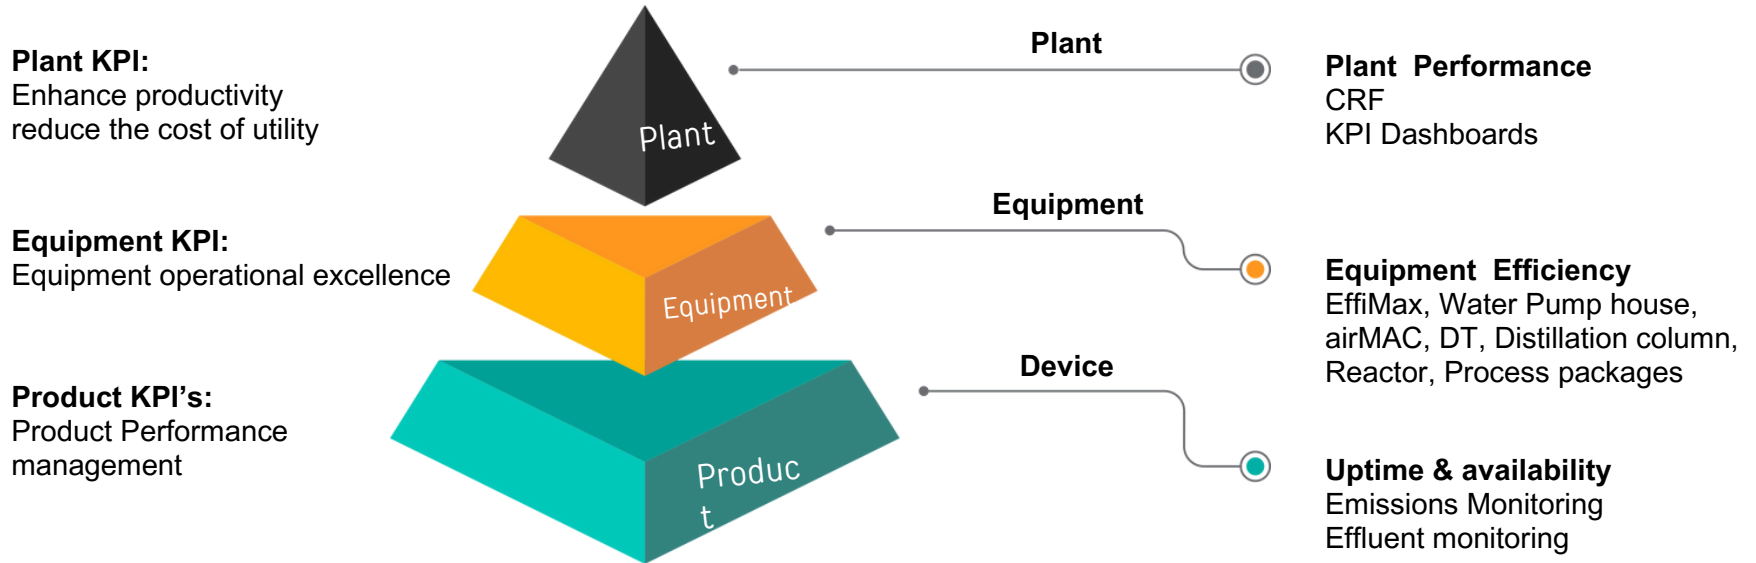 Plant KPI:
Enhance productivity
reduce the cost of utility
Equipment KPI:
Equipment operational excellence
Product KPI’s:
Product Performance
management
Plant
Equipment
Produc
t
Plant
Equipment
Device
Plant Performance
CRF
KPI Dashboards
Equipment Efficiency
EffiMax, Water Pump house,
airMAC, DT, Distillation column,
Reactor, Process packages
Uptime & availability
Emissions Monitoring
Effluent monitoring